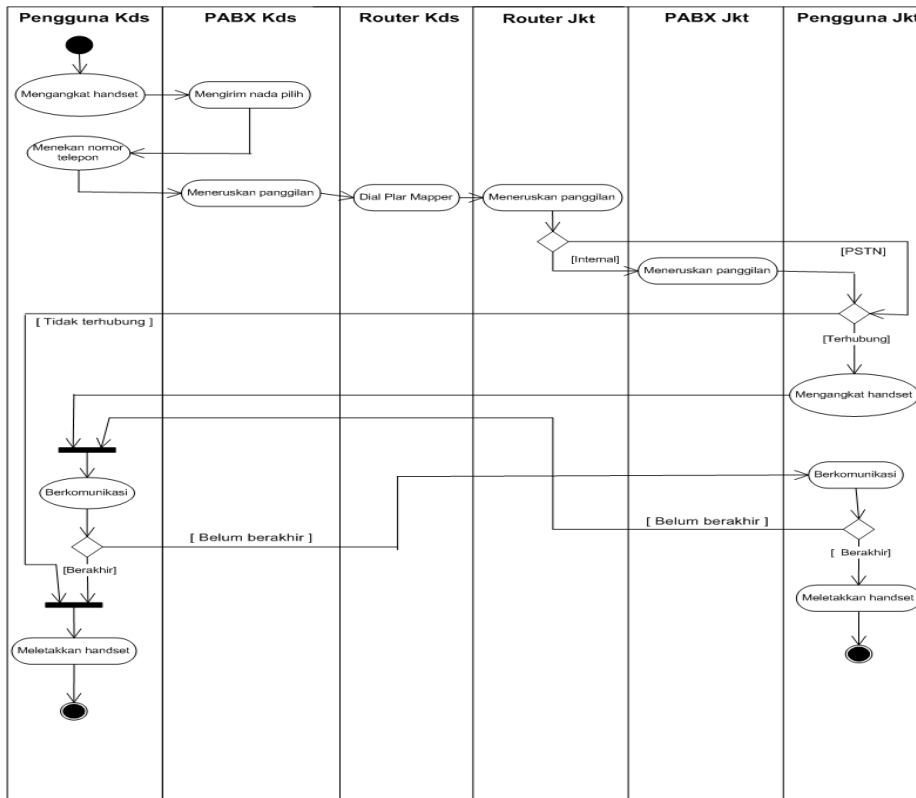 Pengguna Kds
PABX Kds
Router Kds
Router Jkt
PABX Jkt
Pengguna Jkt
Mengangkat handset
Mengirim nada pilih
Menekan nomor
telepon
Meneruskan panggilan
Dial Plar Mapper
Meneruskan panggilan
[PSTN]
[Internal]
Meneruskan panggilan
[ Tidak terhubung ]
[Terhubung]
Mengangkat handset
Berkomunikasi
Berkomunikasi
[ Belum berakhir ]
[ Belum berakhir ]
[ Berakhir]
[Berakhir]
Meletakkan handset
Meletakkan handset